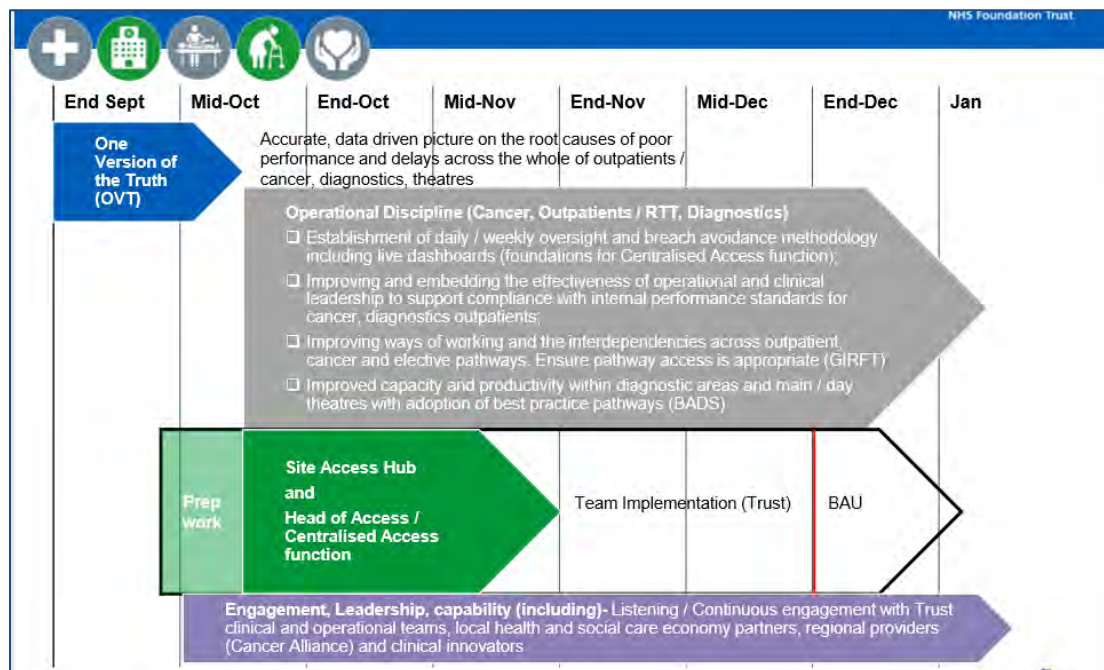 NHS Foundation Trust
End Sept Mid-Oct End-Oct Mid-Nov End-Nov Mid-Dec End-Dec Jan
One
Version of
the Truth
(OVT)
Accurate, data driven picture on the root causes of poor
performance and delays across the whole of outpatients /
cancer, diagnostics, theatres
Operational Discipline (Cancer, Outpatients / RTT, Diagnostics)
❑ Establishment of daily / weekly oversight and breach avoidance methodology
including live dashboards (foundations for Centralised Access function);
❑ Improving and embedding the effectiveness of operational and clinical
leadership to support compliance with internal performance standards for
cancer, diagnostics outpatients;
❑ Improving ways of working and the interdependencies across outpatient,
cancer and elective pathways. Ensure pathway access is appropriate (GIRFT)
❑ Improved capacity and productivity within diagnostic areas and main / day
theatres with adoption of best practice pathways (BADS)
Prep
work
Site Access Hub
and
Head of Access /
Centralised Access
function
Team Implementation (Trust)
BAU
Engagement, Leadership, capability (including)- Listening / Continuous engagement with Trust
clinical and operational teams, local health and social care economy partners, regional providers
(Cancer Alliance) and clinical innovators